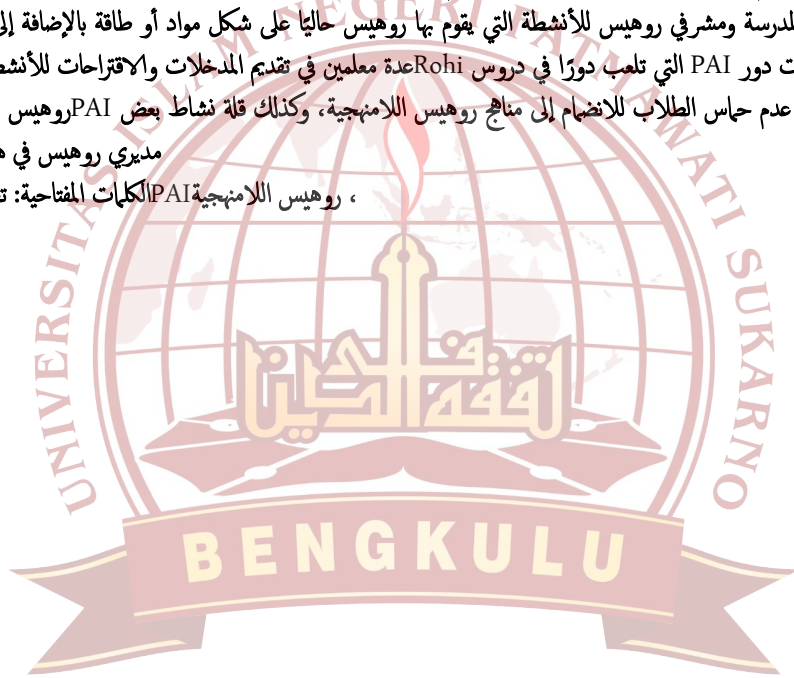 لمدرسة ومشرفي روهيس للأنشطة التي يقوم بها روهيس حاليًا على شكل مواد أو طاقة بالإضافة إلى
ت دور PAI التي تلعب دورًا في دروس Rohiعدة معلمين في تقديم المدخلات والاقتراحات للأنشط
عدم حماس الطلاب للانضمام إلى مناهج روهيس اللامنهجية، وكذلك قلة نشاط بعض PAIروهيس
مديري روهيس في ه
، روهيس اللامنهجيةPAIالكلمات المفتاحية: ت
UNIVERSITAS ISLAM NEGERI FATMAWATI SUKARNO
BENGKULU